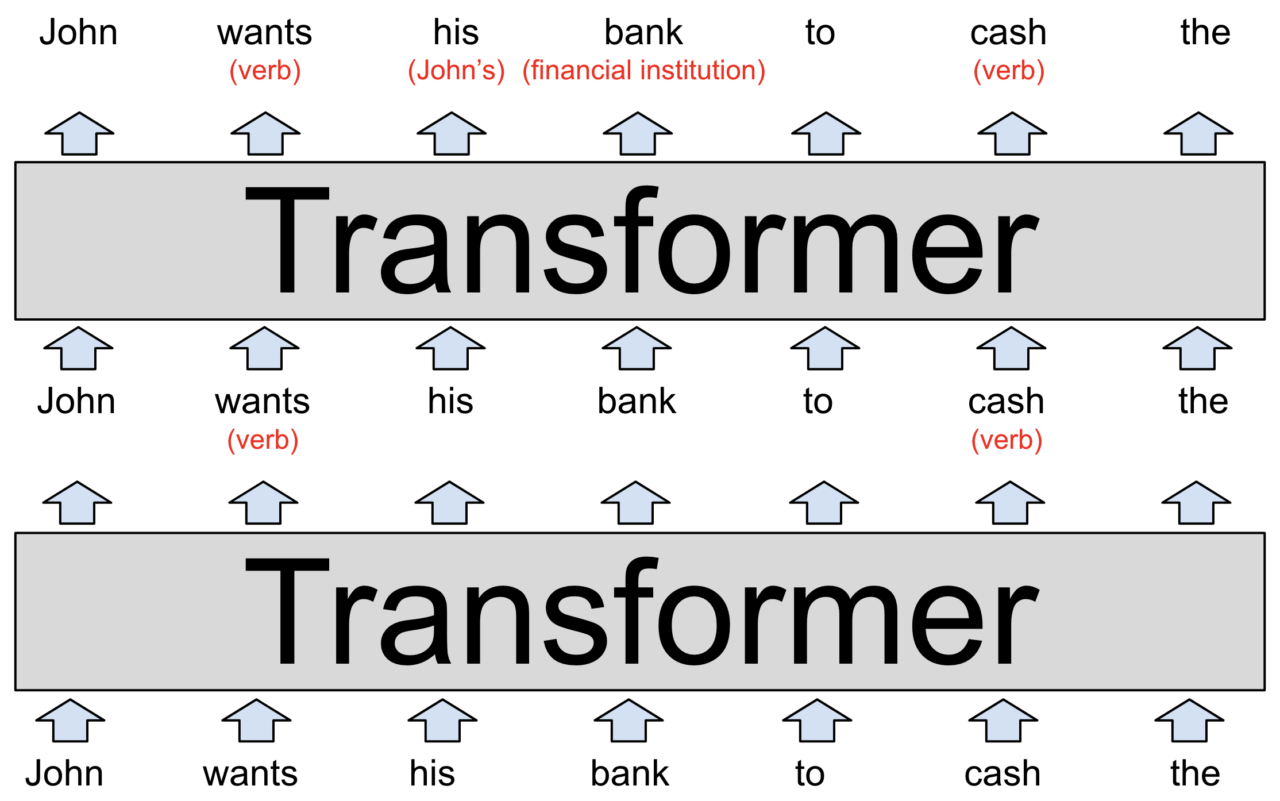 John wants his bank to cash the
(verb) (John’s) (financial institution) (verb)
Transformer
John wants his bank to cash the
(verb) (verb)
Transformer
John wants his bank to cash the